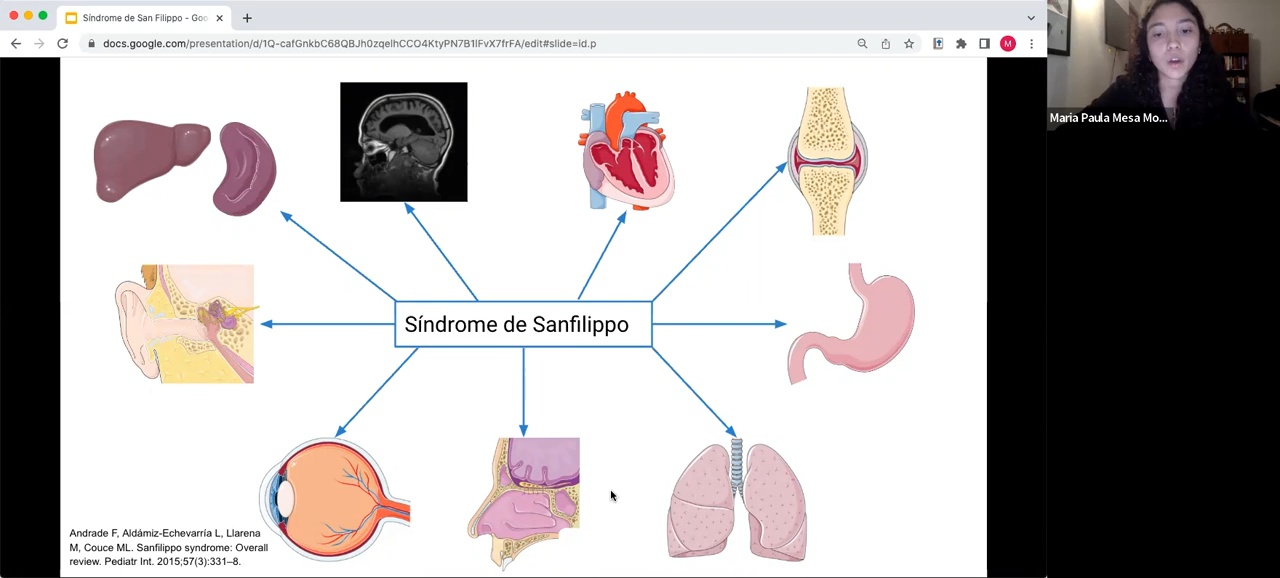 Síndrome de San Filippo - Goo
docs.google.com/presentation/d/1Q-cafGnkbC68QBJh0zqelhCCO4KtyPN7B1lFvX7frFA/edit#slide=id.p
M
Maria Paula Mesa Mo...
Síndrome de Sanfilippo
Andrade F, Aldámiz-Echevarría L, Llarena
M, Couce ML. Sanfilippo syndrome: Overall
review. Pediatr Int. 2015;57(3):331–8.